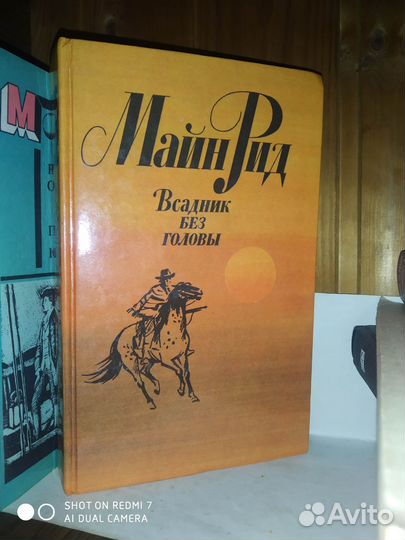 М
Майн Рид
Всадник
БЕЗ
ГОЛОВЫ
SHOT ON REDMI 7
AI DUAL CAMERA
Avito